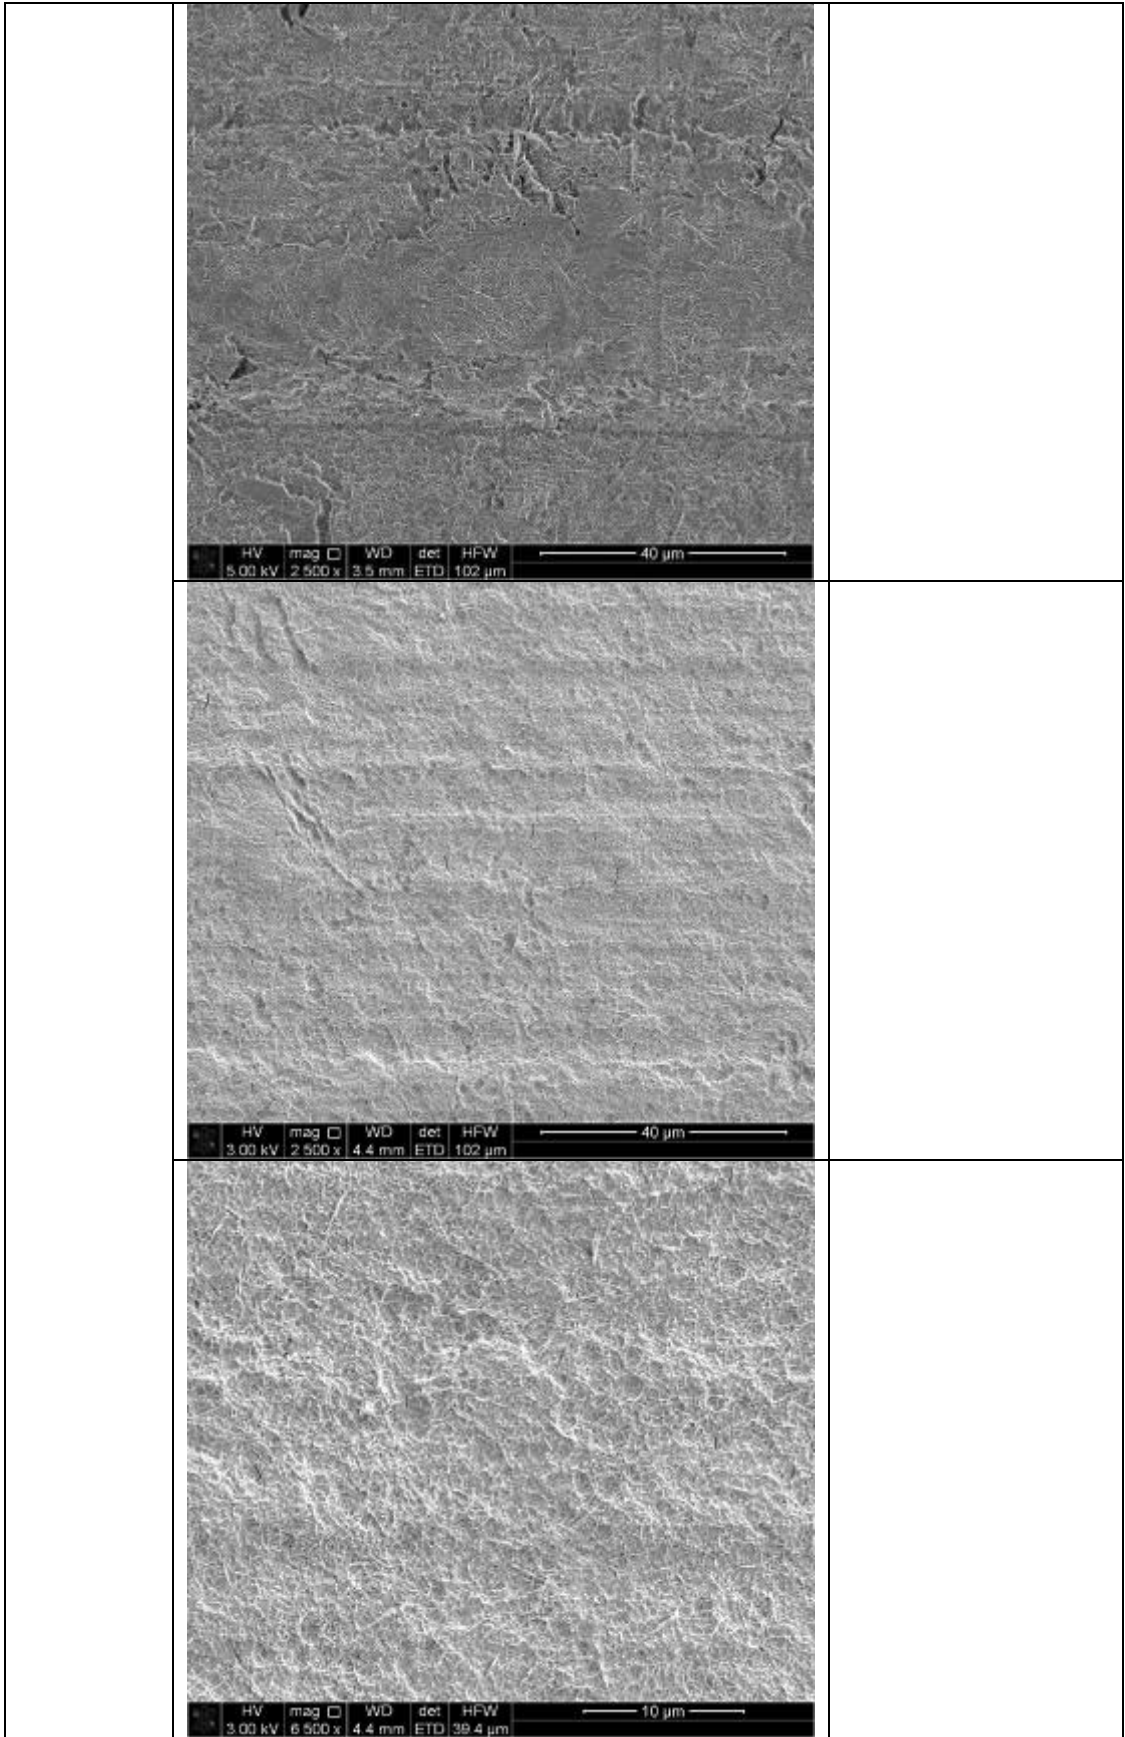 HV mag WD det HFW 40 µm
5.00 kV 2 500 x 3.5 mm ETD 102 µm
HV mag WD det HFW 40 µm
3.00 kV 2 500 x 4.4 mm ETD 102 µm
HV mag WD det HFW 10 µm
3.00 kV 6 500 x 4.4 mm ETD 39.4 µm